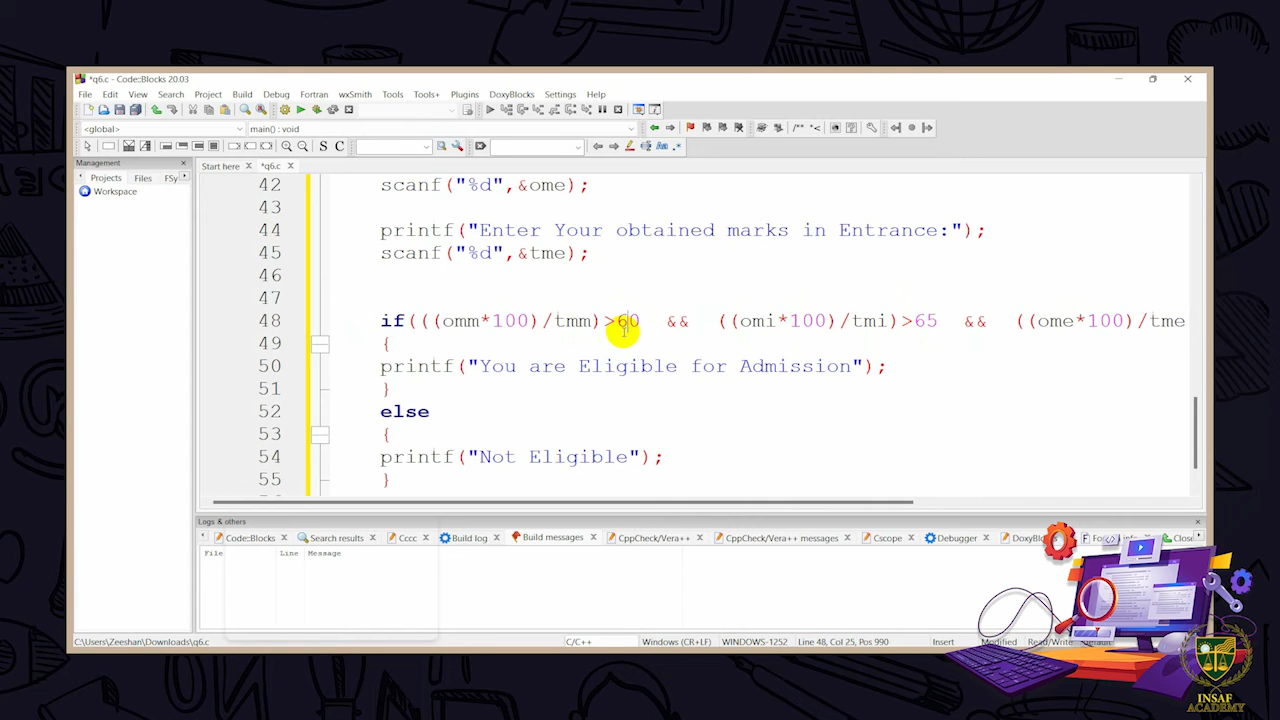 *q6.c - Code::Blocks 20.03
File Edit View Search Project Build Debug Fortran wxSmith Tools Tools+ Plugins DoxyBlocks Settings Help
<global> main() : void
S C
Management
Projects Files FSy
Workspace
Start here *q6.c
42 scanf("%d",&ome);
43
44 printf("Enter Your obtained marks in Entrance:");
45 scanf("%d",&tme);
46
47
48 if(((omm*100)/tmm)>60 && ((omi*100)/tmi)>65 && ((ome*100)/tme
49 {
50 printf("You are Eligible for Admission");
51 }
52 else
53 {
54 printf("Not Eligible");
55 }
Logs & others
Code::Blocks Search results Cccc Build log Build messages CppCheck/Vera++ CppCheck/Vera++ messages Cscope Debugger
File Line Message
C:\Users\Zeeshan\Downloads\q6.c C/C++ Windows (CR+LF) WINDOWS-1252 Line 48, Col 25, Pos 990 Insert Modified Read/Write
INSAF
ACADEMY